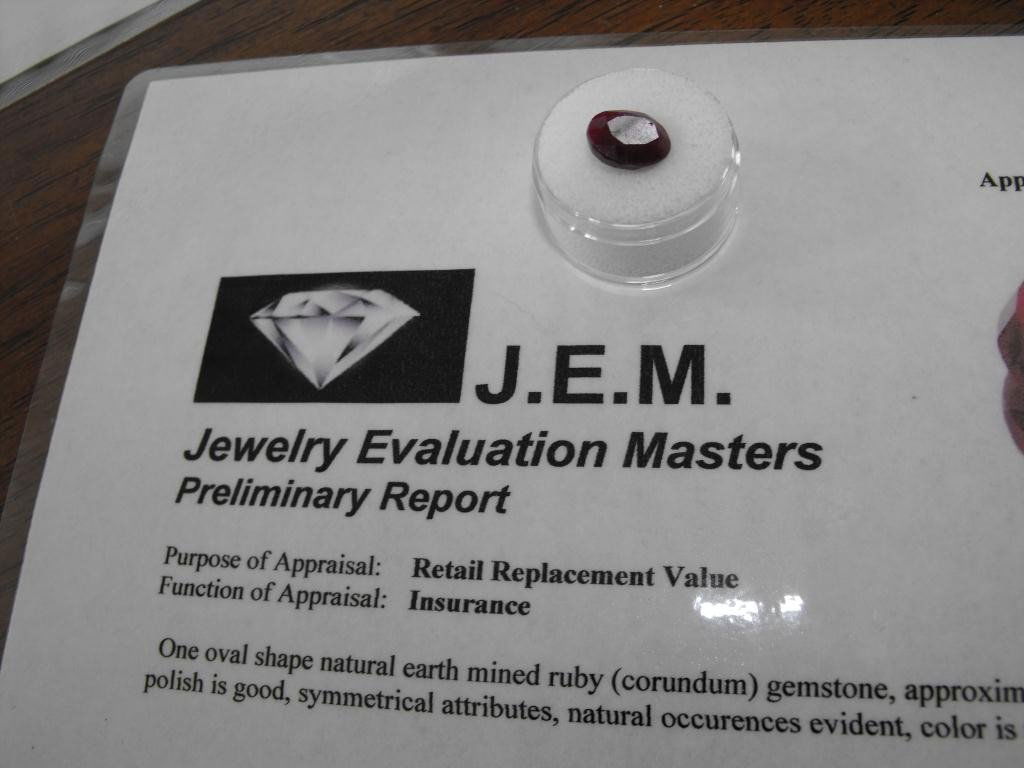 App
J.E.M.
Jewelry Evaluation Masters
Preliminary Report
Purpose of Appraisal: Retail Replacement Value
Function of Appraisal: Insurance
One oval shape natural earth mined ruby (corundum) gemstone, approxim
polish is good, symmetrical attributes, natural occurences evident, color is